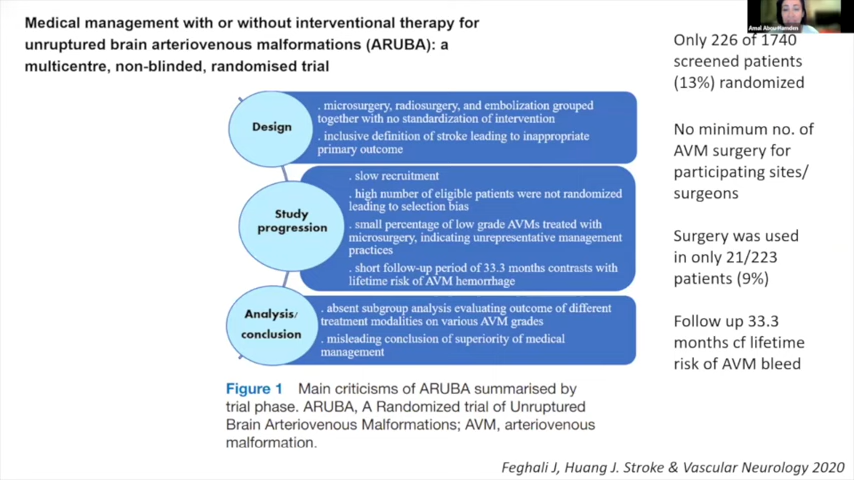 Medical management with or without interventional therapy for
unruptured brain arteriovenous malformations (ARUBA): a
multicentre, non-blinded, randomised trial
Amal Abou-Hamden
Design
. microsurgery, radiosurgery, and embolization grouped
together with no standardization of intervention
. inclusive definition of stroke leading to inappropriate
primary outcome
Study
progression
. slow recruitment
. high number of eligible patients were not randomized
leading to selection bias
. small percentage of low grade AVMs treated with
microsurgery, indicating unrepresentative management
practices
. short follow-up period of 33.3 months contrasts with
lifetime risk of AVM hemorrhage
Analysis/
conclusion
. absent subgroup analysis evaluating outcome of different
treatment modalities on various AVM grades
. misleading conclusion of superiority of medical
management
Figure 1 Main criticisms of ARUBA summarised by
trial phase. ARUBA, A Randomized trial of Unruptured
Brain Arteriovenous Malformations; AVM, arteriovenous
malformation.
Only 226 of 1740
screened patients
(13%) randomized
No minimum no. of
AVM surgery for
participating sites/
surgeons
Surgery was used
in only 21/223
patients (9%)
Follow up 33.3
months cf lifetime
risk of AVM bleed
Feghali J, Huang J. Stroke & Vascular Neurology 2020